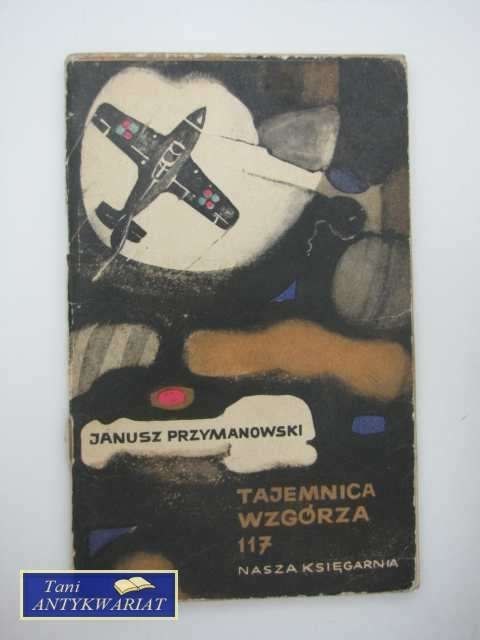 JANUSZ PRZYMANOWSKI
TAJEMNICA
WZGÓRZA
117
NASZA KSIĘGARNIA
Tani
ANTYKWARIAT